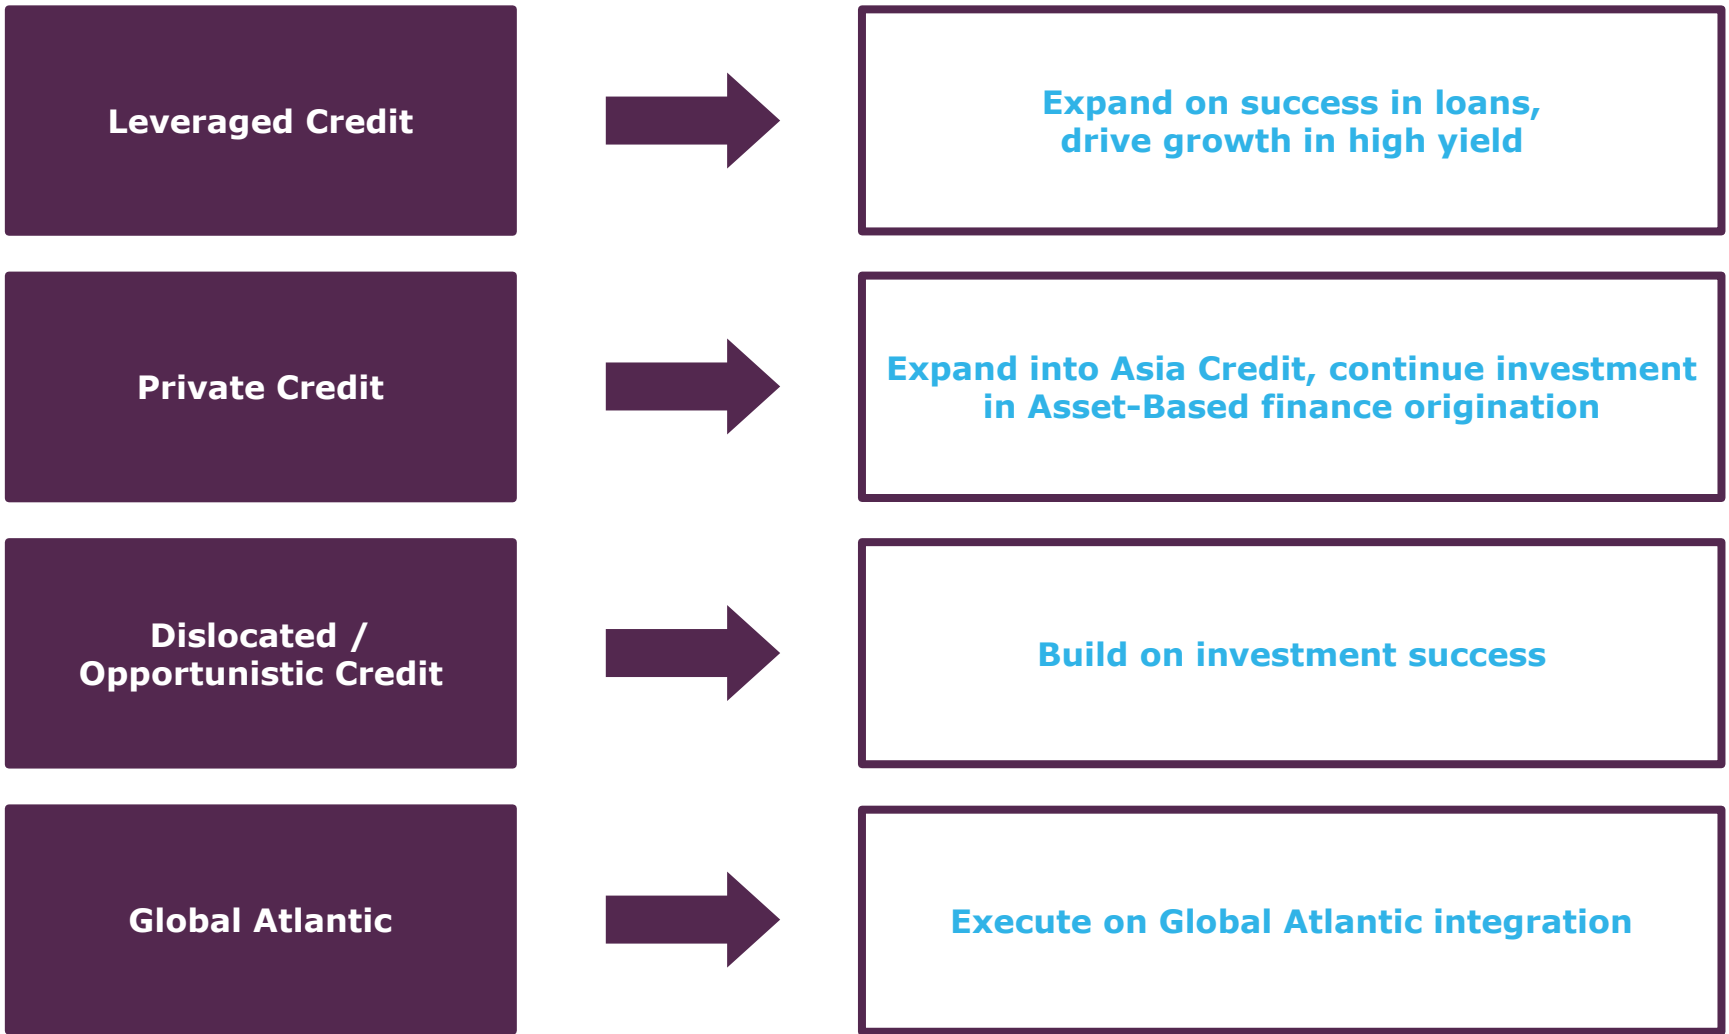 Leveraged Credit
Expand on success in loans,
drive growth in high yield
Private Credit
Expand into Asia Credit, continue investment
in Asset-Based finance origination
Dislocated /
Opportunistic Credit
Build on investment success
Global Atlantic
Execute on Global Atlantic integration